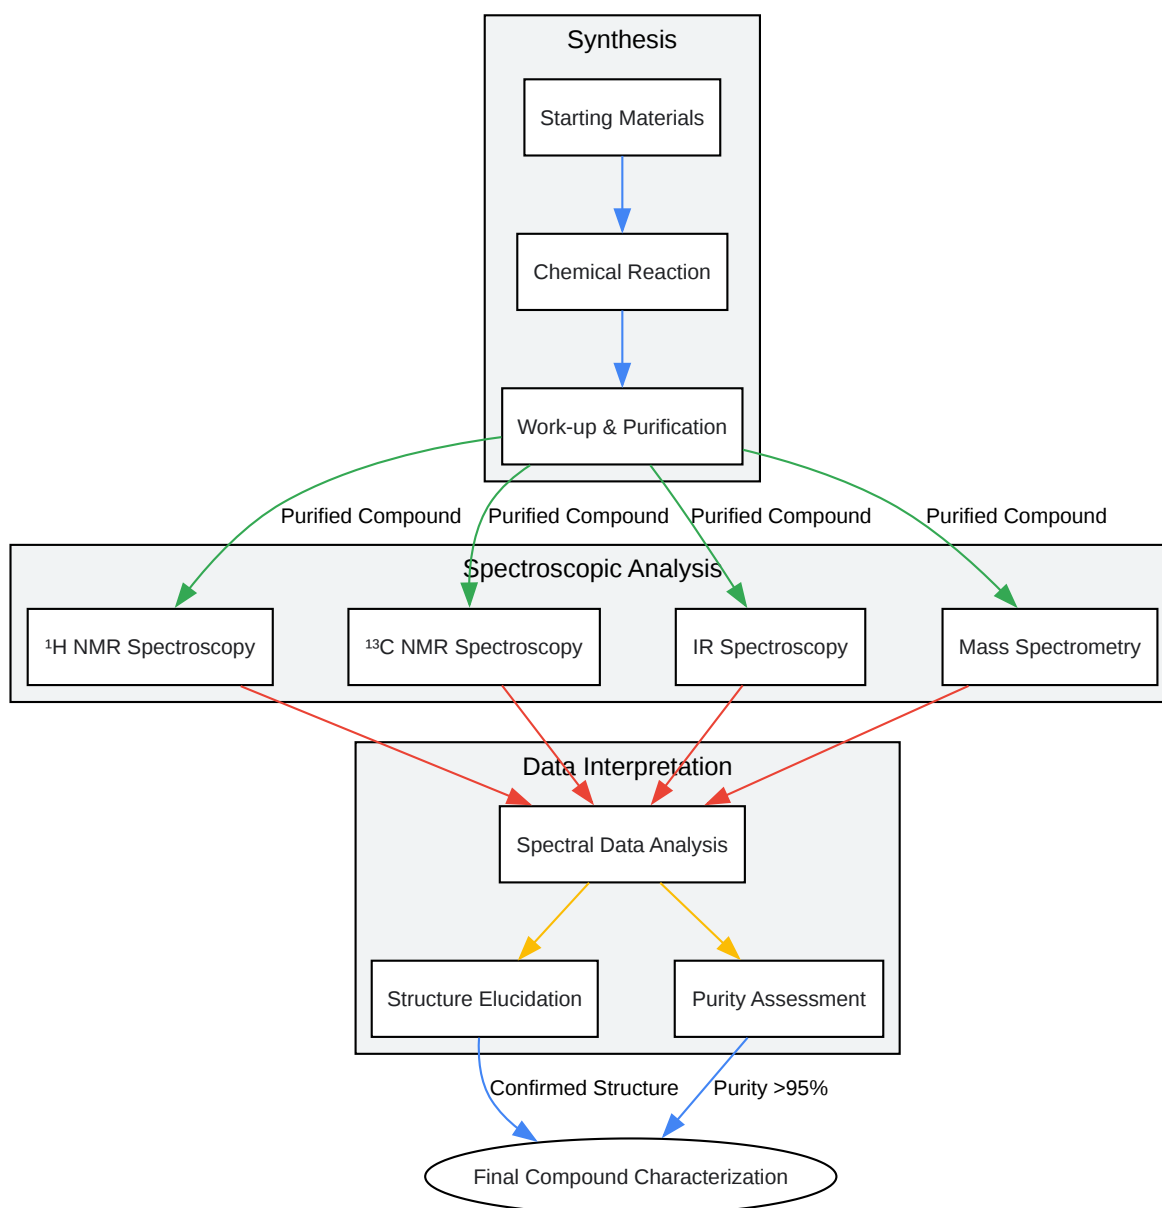 Synthesis
Starting Materials
Chemical Reaction
Work-up & Purification
Purified Compound
Purified Compound
Purified Compound
Purified Compound
Spectroscopic Analysis
¹H NMR Spectroscopy
¹³C NMR Spectroscopy
IR Spectroscopy
Mass Spectrometry
Data Interpretation
Spectral Data Analysis
Structure Elucidation
Purity Assessment
Confirmed Structure
Purity >95%
Final Compound Characterization